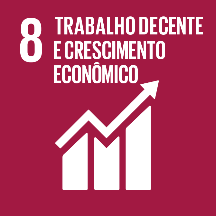 8 TRABALHO DECENTE
E CRESCIMENTO
ECONÔMICO